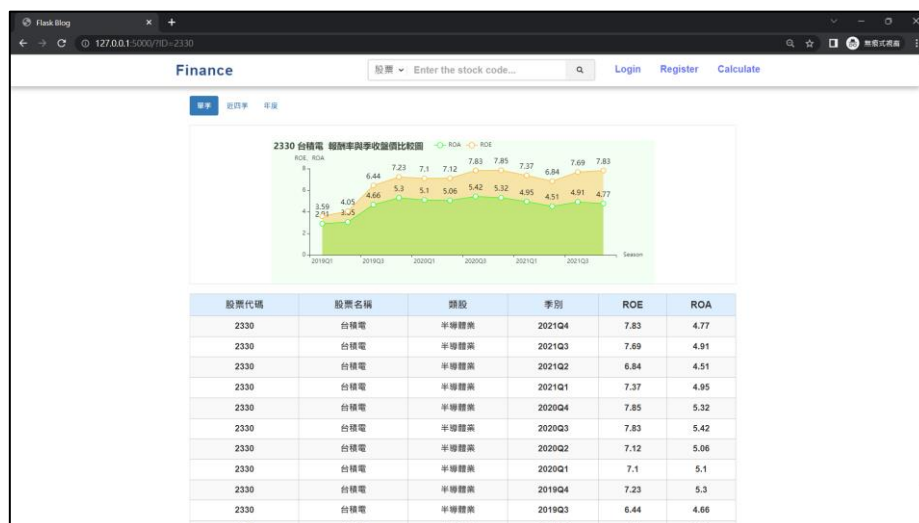 Flask Blog
127.0.0.1:5000/?ID=2330
無痕式視窗
Finance 股票 Enter the stock code... Login Register Calculate
單季 近四季 年度
2330 台積電 報酬率與季收盤價比較圖 ROA ROE
ROE, ROA
8
6
4
2
0
3.59 4.05 6.44 7.23 7.1 7.12 7.83 7.85 7.37 6.84 7.69 7.83
2.91 3.05 4.66 5.3 5.1 5.06 5.42 5.32 4.95 4.51 4.91 4.77
2019Q1 2019Q3 2020Q1 2020Q3 2021Q1 2021Q3 Season
股票代碼 股票名稱 類股 季別 ROE ROA
2330 台積電 半導體業 2021Q4 7.83 4.77
2330 台積電 半導體業 2021Q3 7.69 4.91
2330 台積電 半導體業 2021Q2 6.84 4.51
2330 台積電 半導體業 2021Q1 7.37 4.95
2330 台積電 半導體業 2020Q4 7.85 5.32
2330 台積電 半導體業 2020Q3 7.83 5.42
2330 台積電 半導體業 2020Q2 7.12 5.06
2330 台積電 半導體業 2020Q1 7.1 5.1
2330 台積電 半導體業 2019Q4 7.23 5.3
2330 台積電 半導體業 2019Q3 6.44 4.66